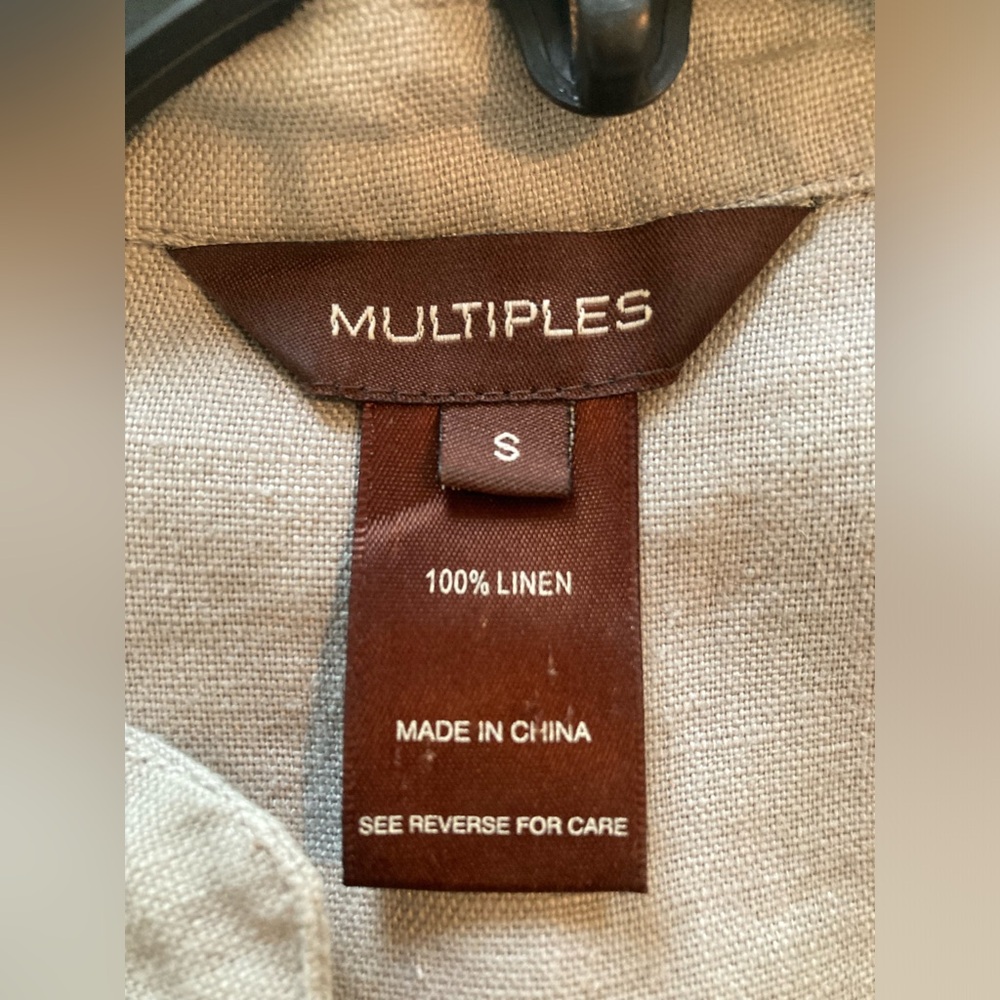 MULTIPLES
S
100% LINEN
MADE IN CHINA
SEE REVERSE FOR CARE